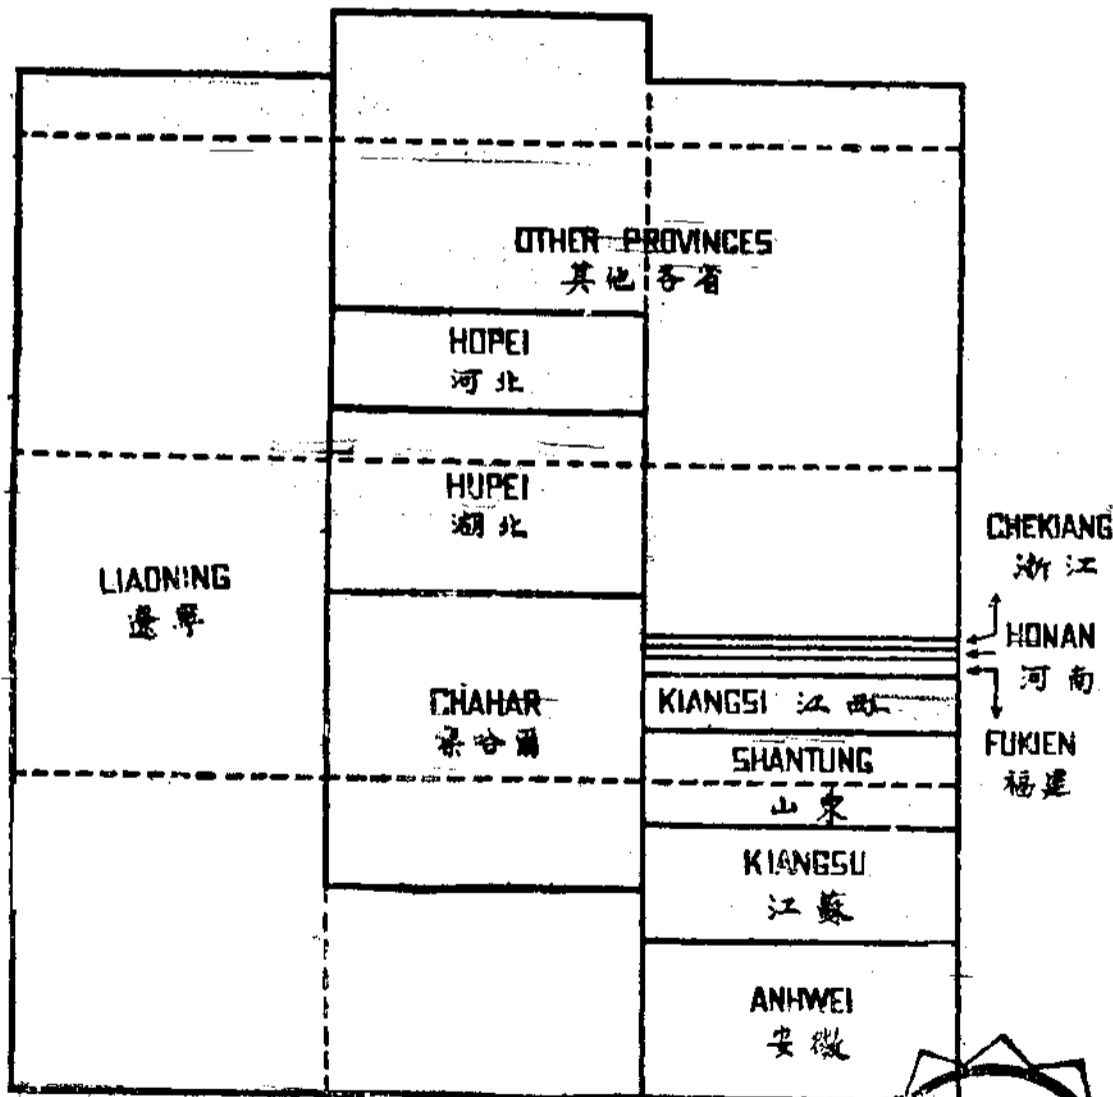 OTHER PROVINCES
其他各省
HOPEI
河北
HUPEI
湖北
LIAONING
遼寧
CHAHAR
察哈爾
CHEKIANG
浙江
HONAN
河南
FUKIEN
福建
KIANGSI 江西
SHANTUNG
山東
KIANGSU
江蘇
ANHWEI
安徽